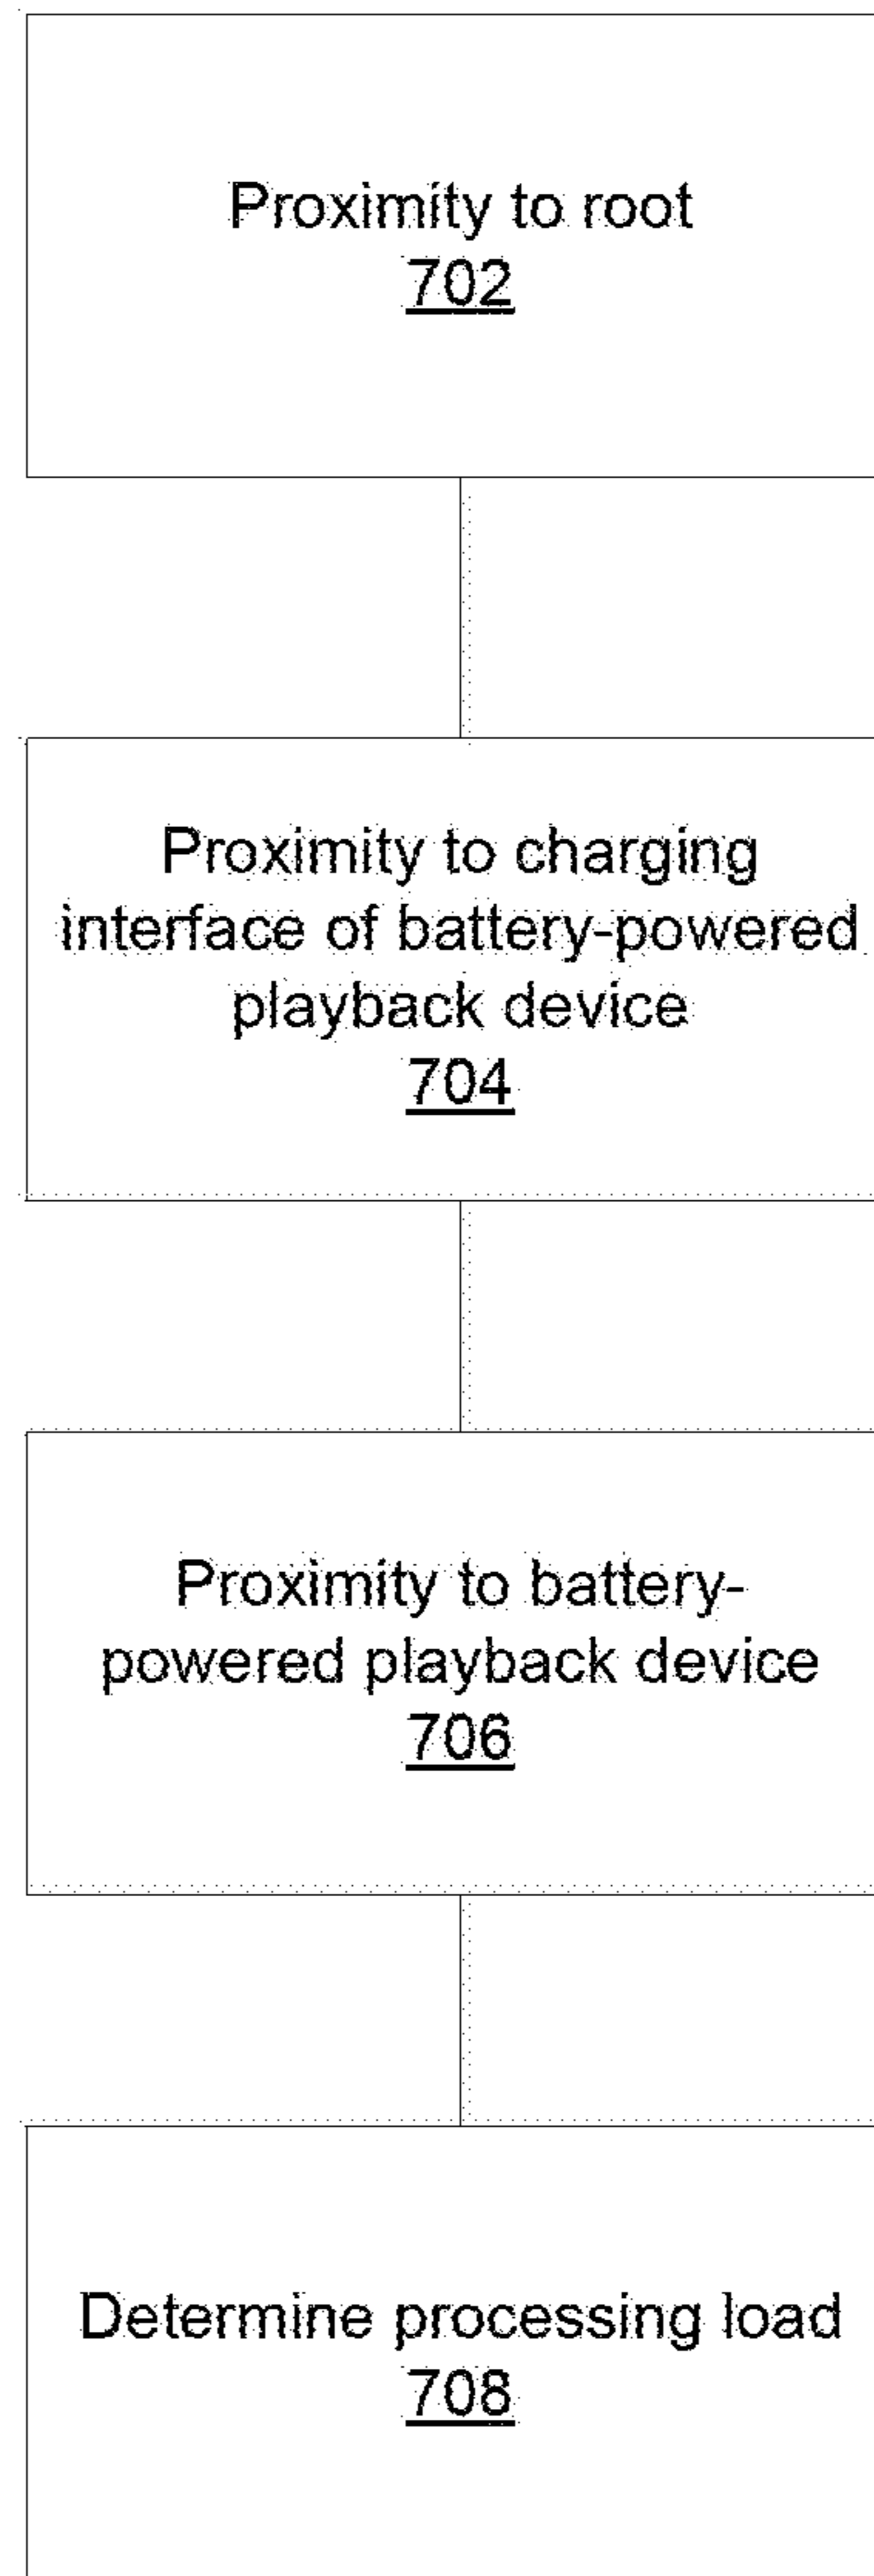 Proximity to root
702
Proximity to charging
interface of battery-powered
playback device
704
Proximity to battery-
powered playback device
706
Determine processing load
708